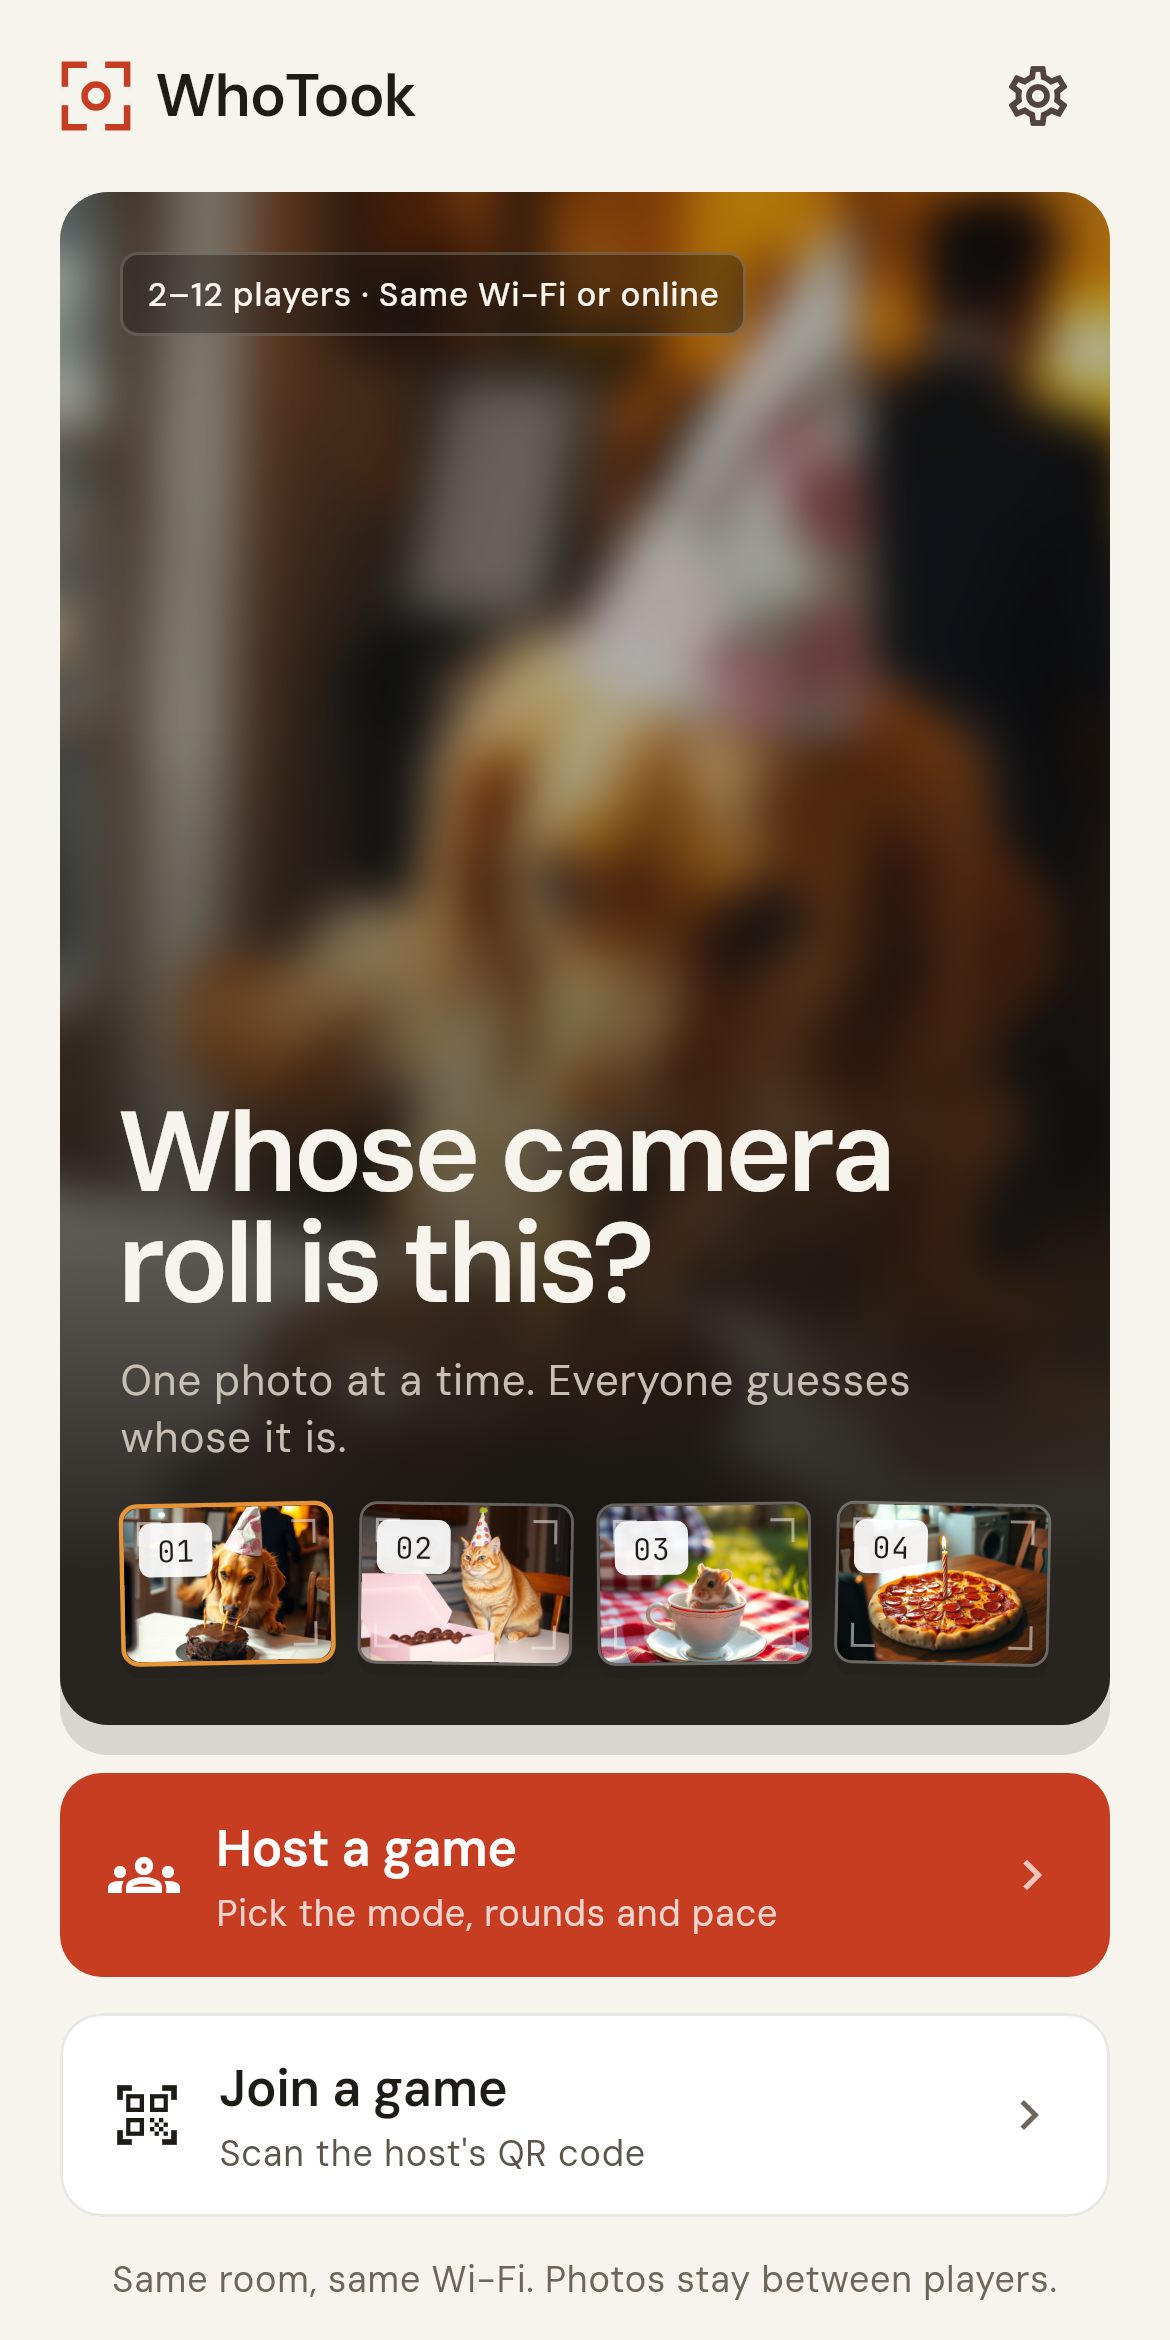 WhoTook
2–12 players · Same Wi-Fi or online
Whose camera
roll is this?
One photo at a time. Everyone guesses
whose it is.
01
02
03
04
Host a game
Pick the mode, rounds and pace
Join a game
Scan the host's QR code
Same room, same Wi-Fi. Photos stay between players.